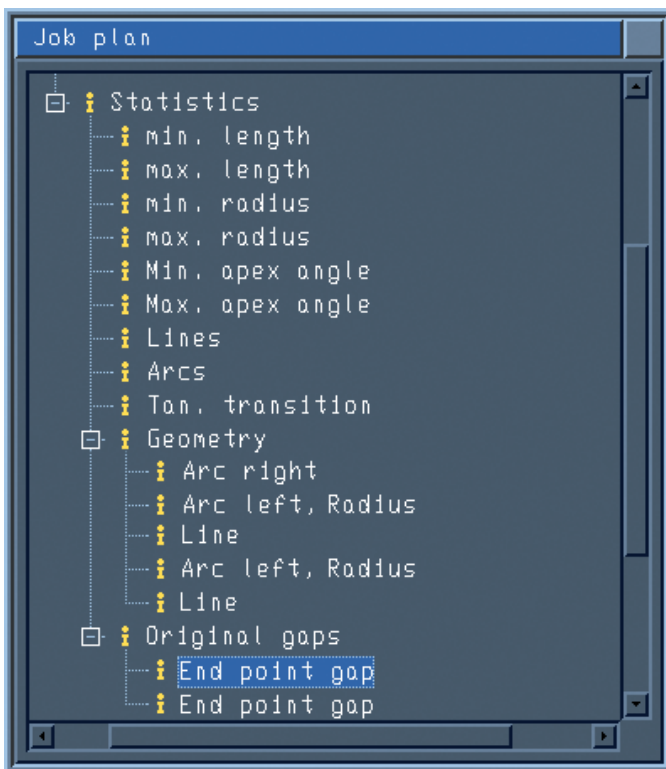 Job plan
Statistics
min. length
max. length
min. radius
max. radius
Min. apex angle
Max. apex angle
Lines
Arcs
Tan. transition
Geometry
Arc right
Arc left, Radius
Line
Arc left, Radius
Line
Original gaps
End point gap
End point gap